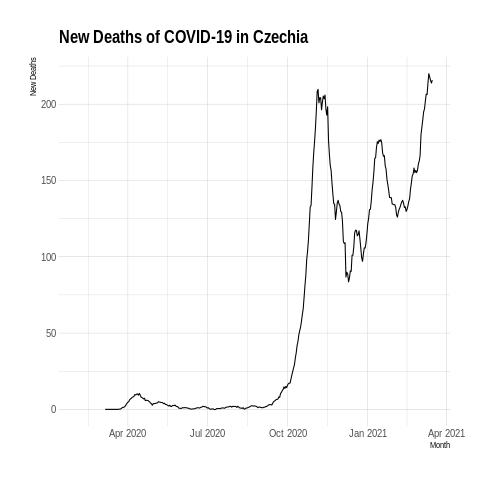 New Deaths of COVID-19 in Czechia
New Deaths
200
150
100
50
0
Apr 2020 Jul 2020 Oct 2020 Jan 2021 Apr 2021
Month